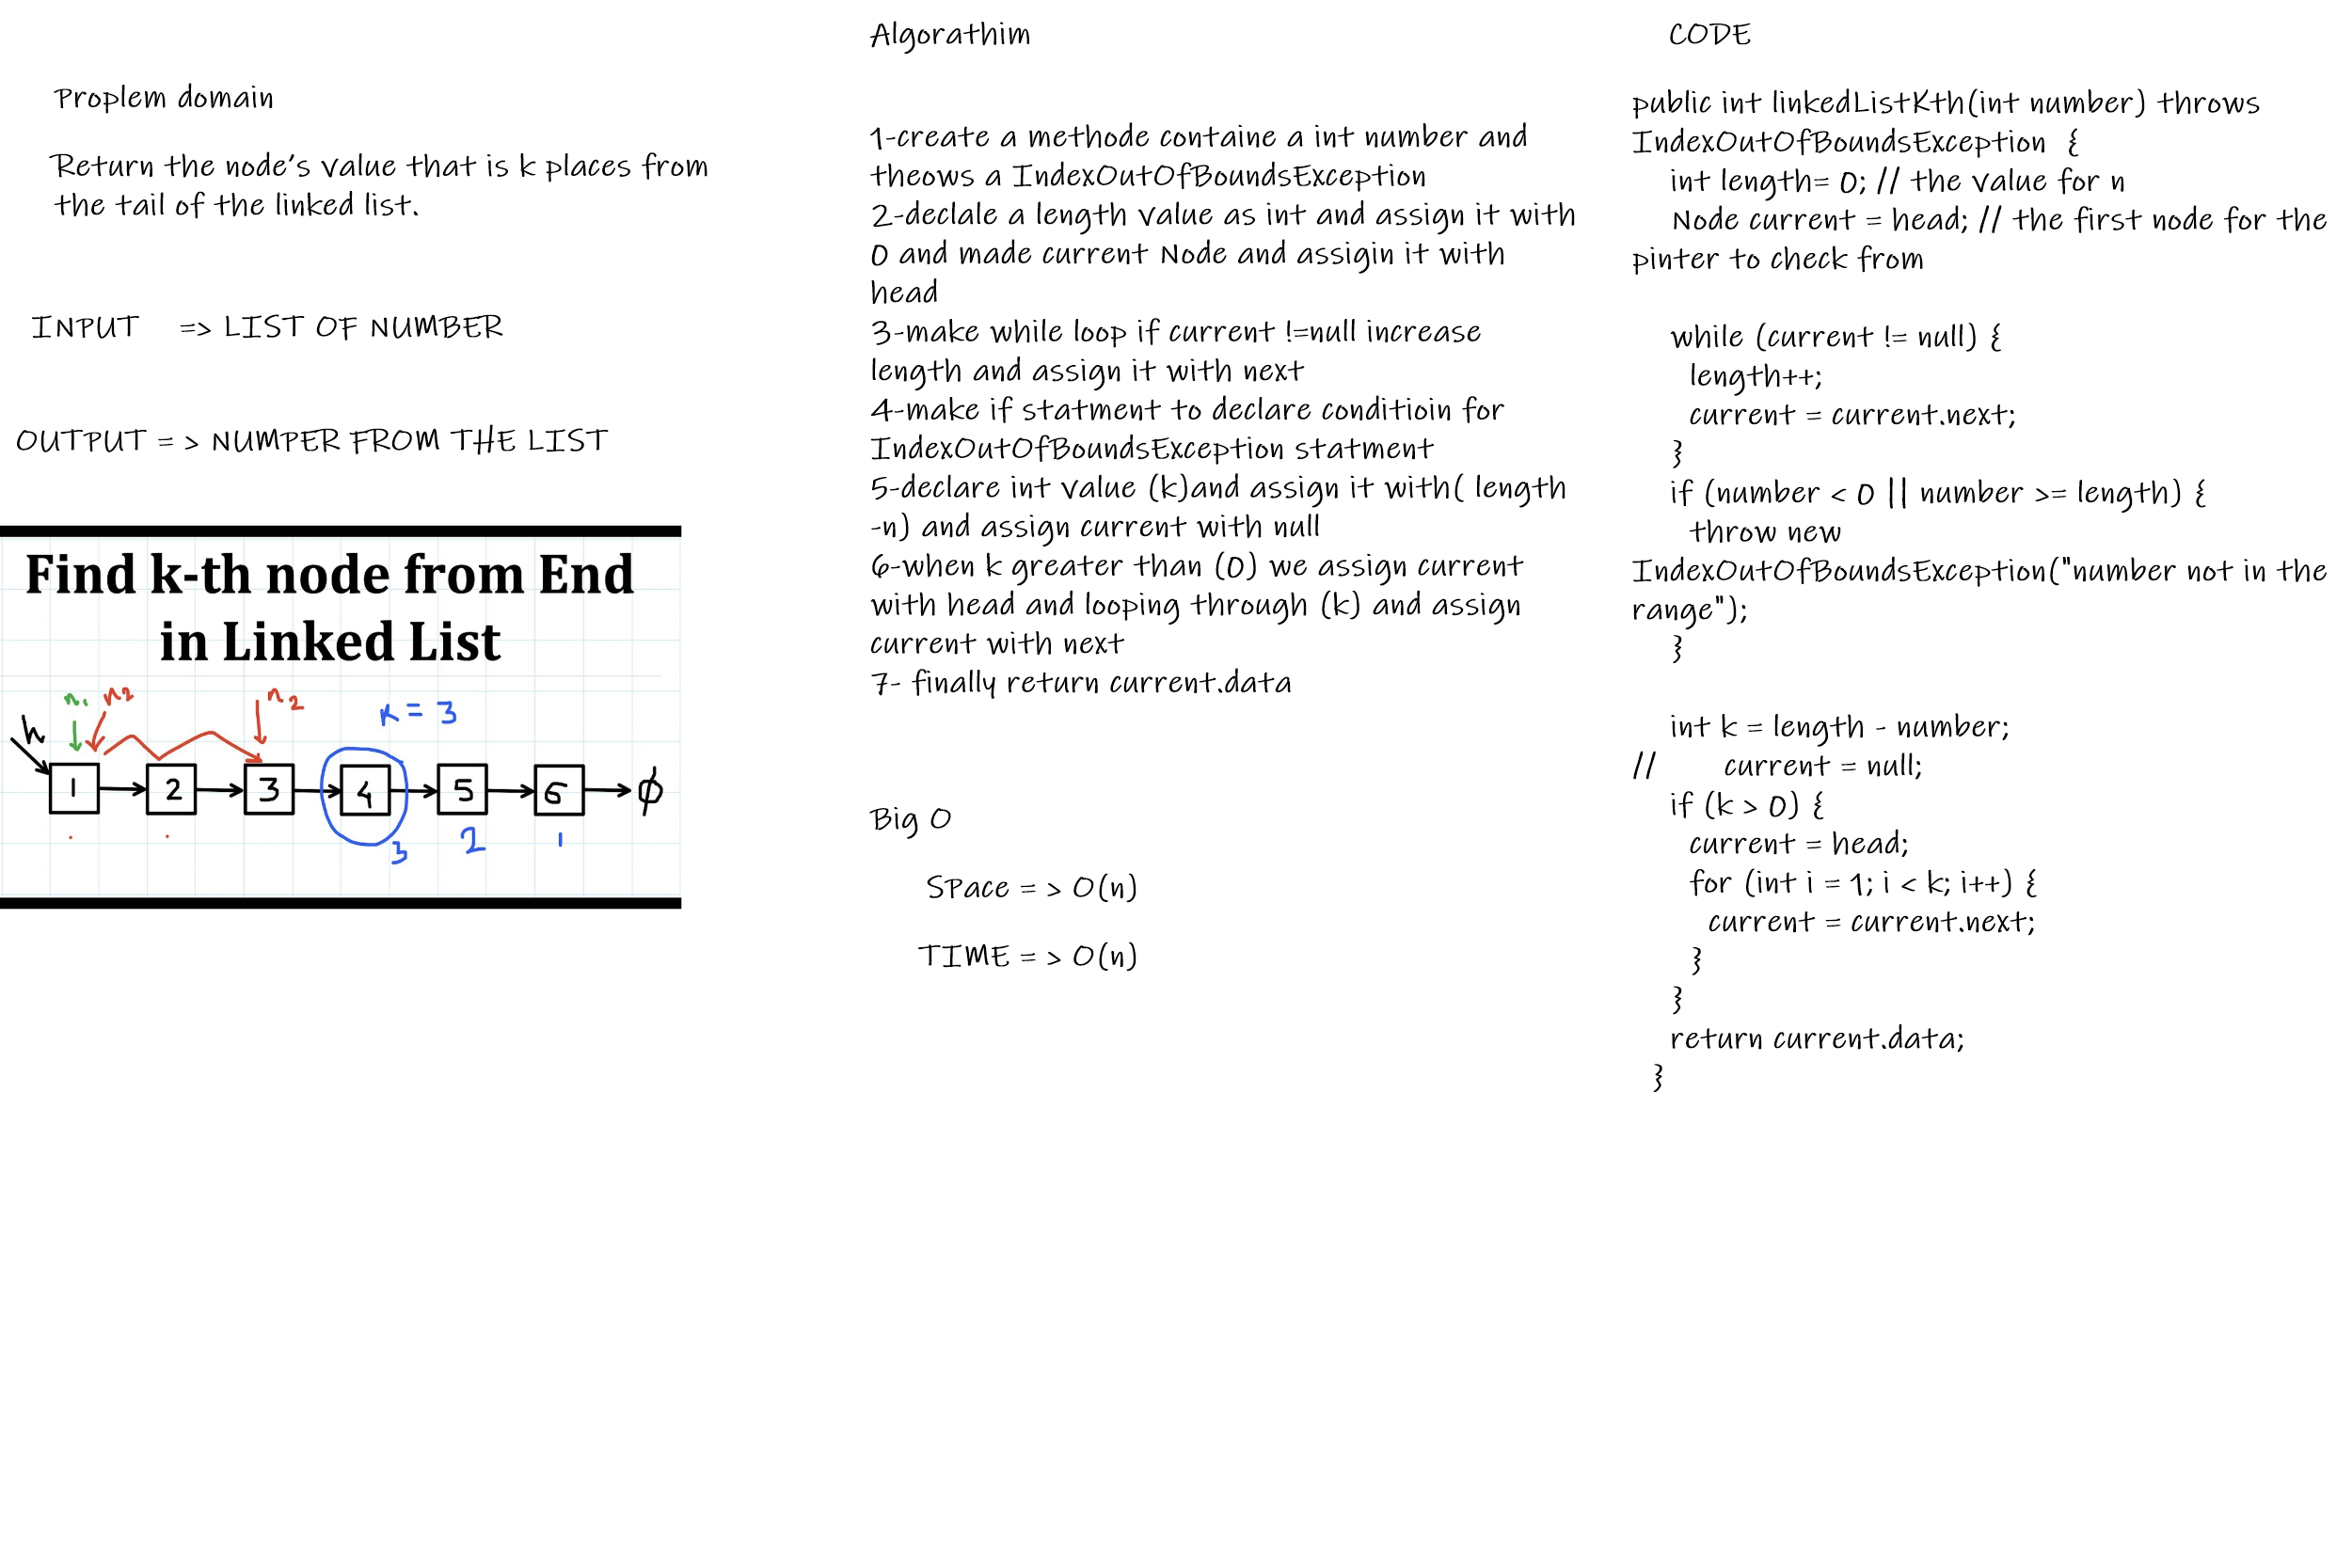 Proplem domain
Return the node's value that is k places from
the tail of the linked list.
INPUT => LIST OF NUMBER
OUTPUT = > NUMPER FROM THE LIST
Find k-th node from End
in Linked List
n1 n2 n2
K = 3
h
1 2 3 4 5 6 ϕ
3 2 1
Algorathim
1-create a methode containe a int number and
theows a IndexOutOfBoundsException
2-declale a length value as int and assign it with
0 and made current Node and assigin it with
head
3-make while loop if current !=null increase
length and assign it with next
4-make if statment to declare conditioin for
IndexOutOfBoundsException statment
5-declare int value (k)and assign it with( length
-n) and assign current with null
6-when k greater than (0) we assign current
with head and looping through (k) and assign
current with next
7- finally return current.data
Big O
SPace = > O(n)
TIME = > O(n)
CODE
public int linkedListKth(int number) throws
IndexOutOfBoundsException {
int length= 0; // the value for n
Node current = head; // the first node for the
pinter to check from
while (current != null) {
length++;
current = current.next;
}
if (number < 0 || number >= length) {
throw new
IndexOutOfBoundsException("number not in the
range");
}
int k = length - number;
// current = null;
if (k > 0) {
current = head;
for (int i = 1; i < k; i++) {
current = current.next;
}
}
return current.data;
}